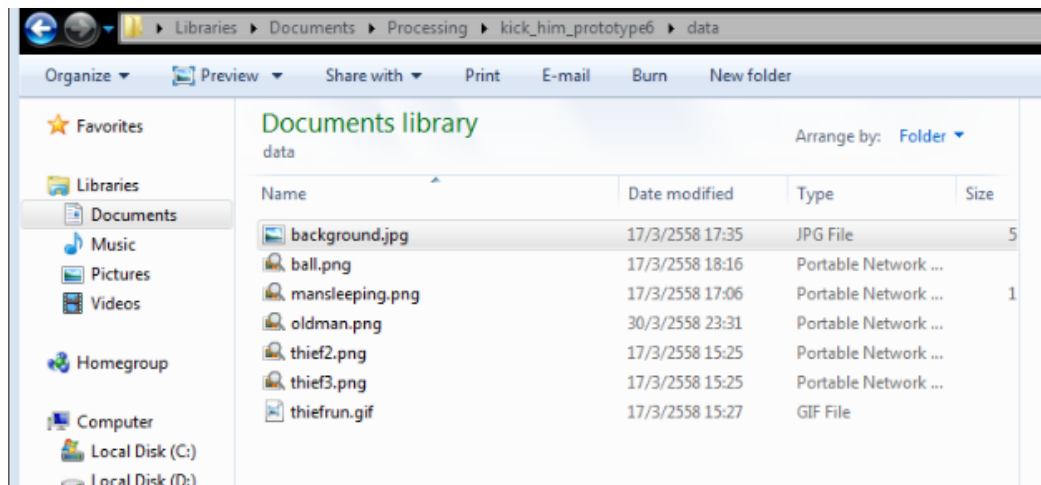 Libraries Documents Processing kick_him_prototype6 data
Organize Preview Share with Print E-mail Burn New folder
Favorites
Libraries
Documents
Music
Pictures
Videos
Homegroup
Computer
Local Disk (C:)
Local Disk (D:)
Documents library
data
Arrange by: Folder
Name Date modified Type Size
background.jpg 17/3/2558 17:35 JPG File 5
ball.png 17/3/2558 18:16 Portable Network ...
mansleeping.png 17/3/2558 17:06 Portable Network ... 1
oldman.png 30/3/2558 23:31 Portable Network ...
thief2.png 17/3/2558 15:25 Portable Network ...
thief3.png 17/3/2558 15:25 Portable Network ...
thiefrun.gif 17/3/2558 15:27 GIF File